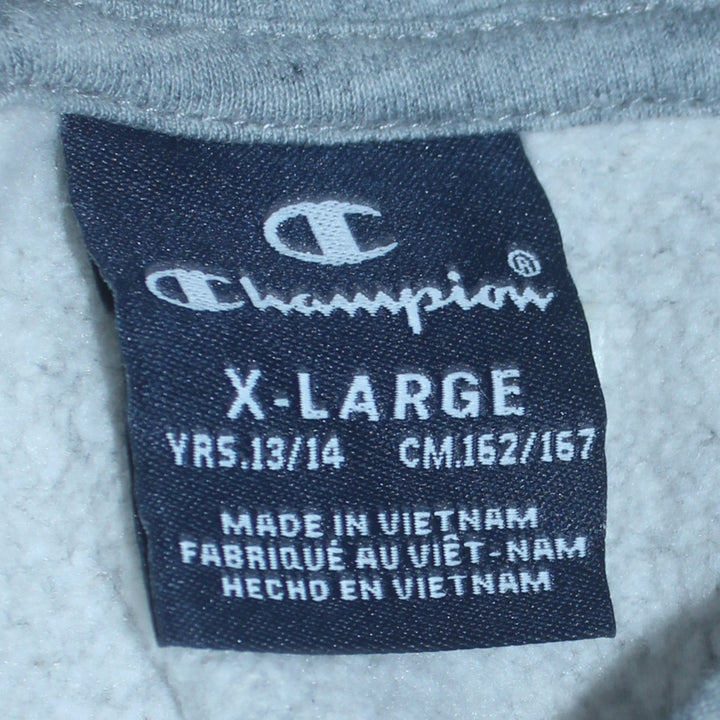 Champion®
X-LARGE
YRS.13/14 CM.162/167
MADE IN VIETNAM
FABRIQUÉ AU VIÊT-NAM
HECHO EN VIETNAM